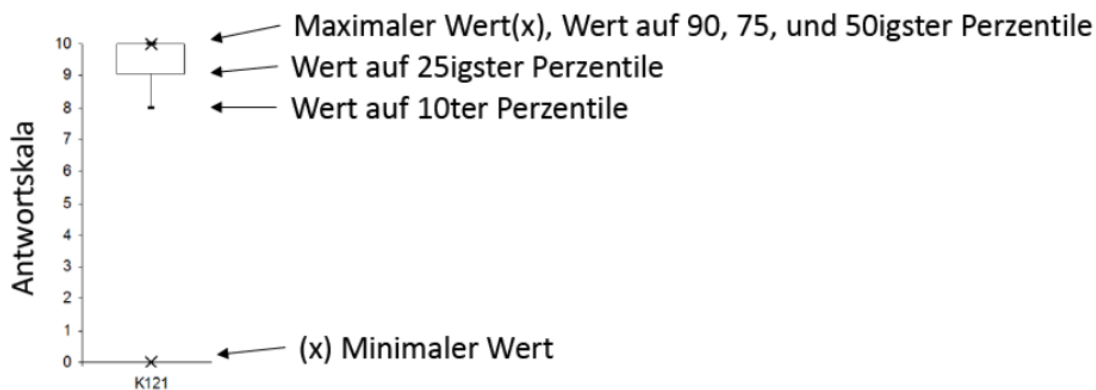 Maximaler Wert(x), Wert auf 90, 75, und 50igster Perzentile
Wert auf 25igster Perzentile
Wert auf 10ter Perzentile
(x) Minimaler Wert
Antwortskala
10
9
8
7
6
5
4
3
2
1
0
K121